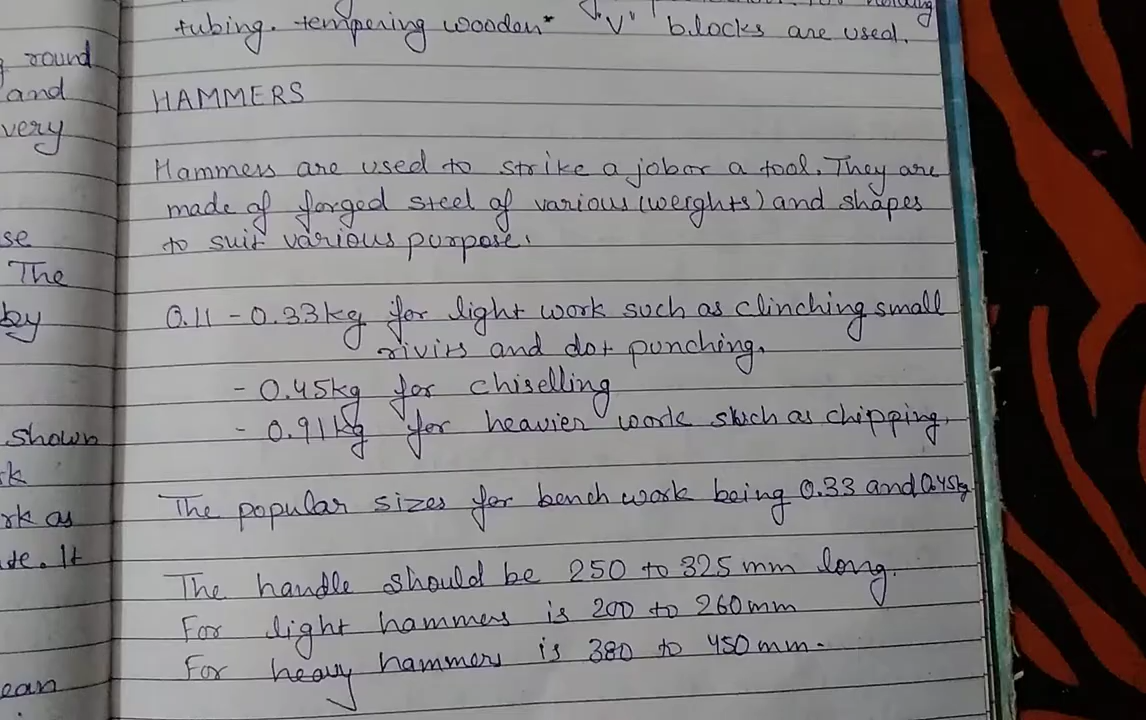 holding
tubing. tempering wooden "V" blocks are used.
round
and
very
HAMMERS
Hammers are used to strike a job or a tool. They are
made of forged steel of various (weights) and shapes
to suit various purpose.
se
The
by
0.11 - 0.33kg for light work such as clinching small
rivits and dot punching.
- 0.45kg for chiselling
- 0.91kg for heavier work such as chipping.
shown
k
rk as
te. It
The popular sizes for bench work being 0.33 and 0.45kg
The handle should be 250 to 325 mm long.
For light hammers is 200 to 260mm
For heavy hammers is 380 to 450mm.
ean